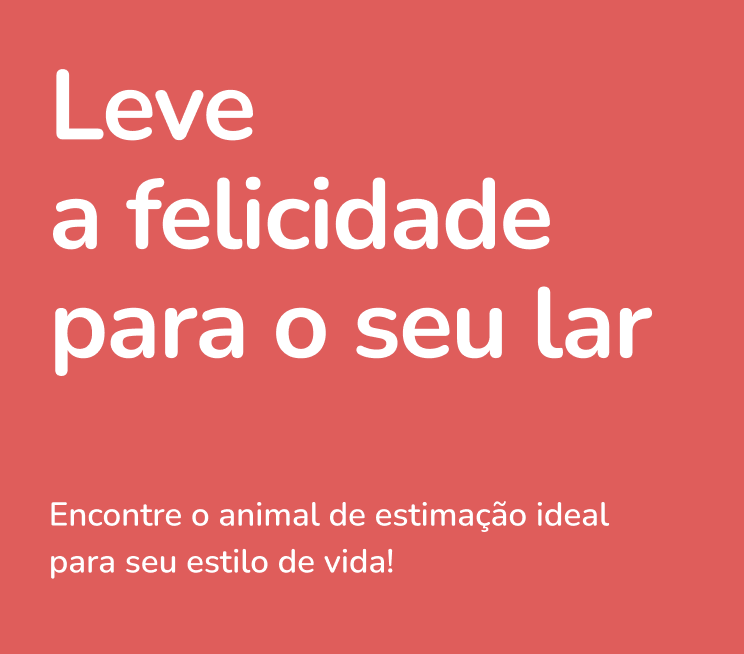 Leve
a felicidade
para o seu lar
Encontre o animal de estimação ideal
para seu estilo de vida!